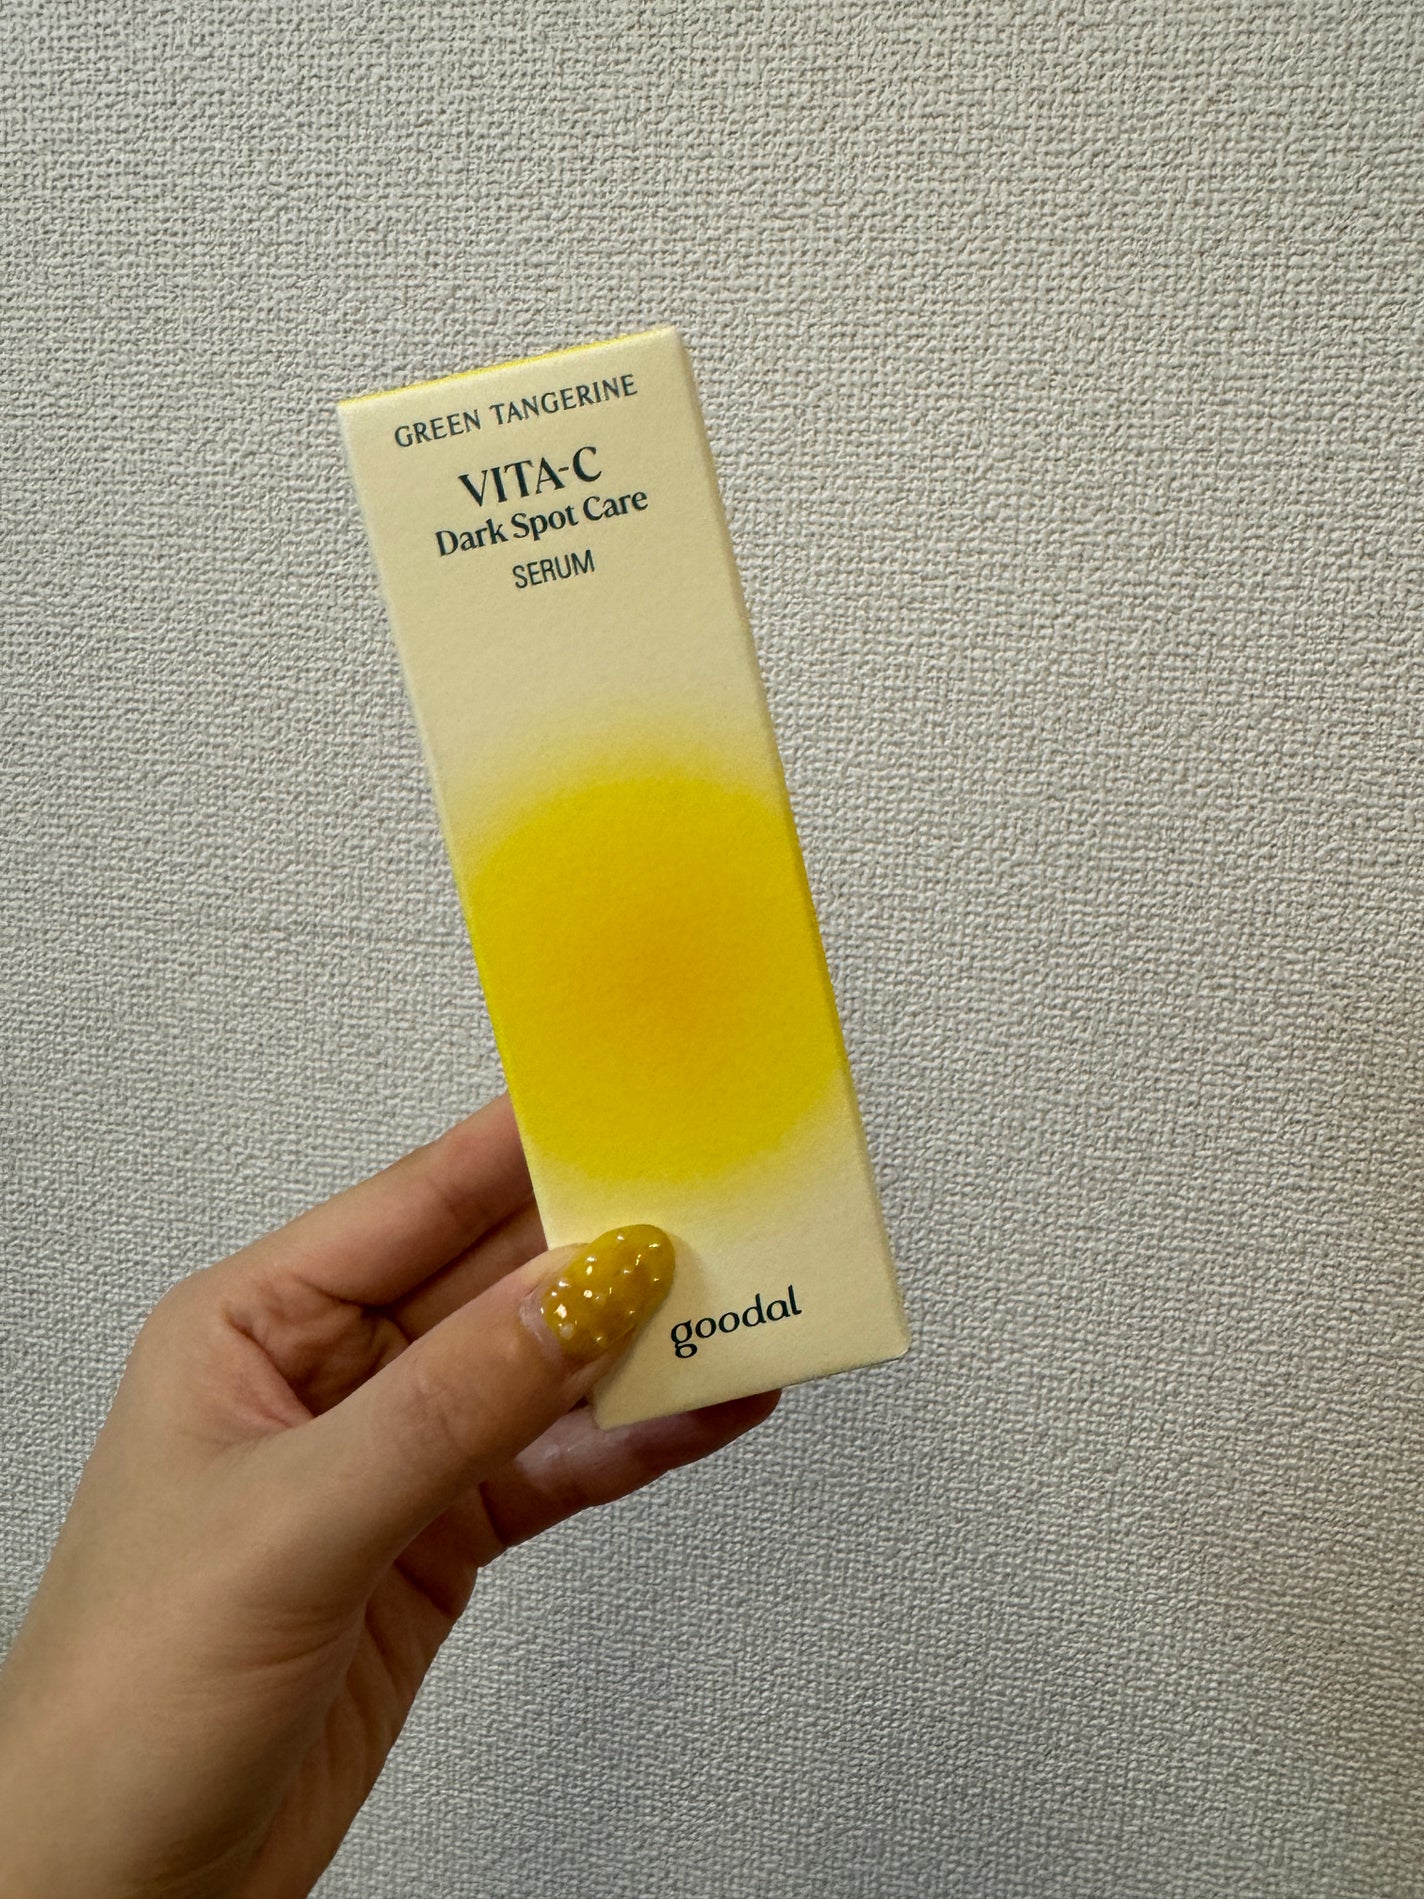 GREEN TANGERINE
VITA-C
Dark Spot Care
SERUM
goodal